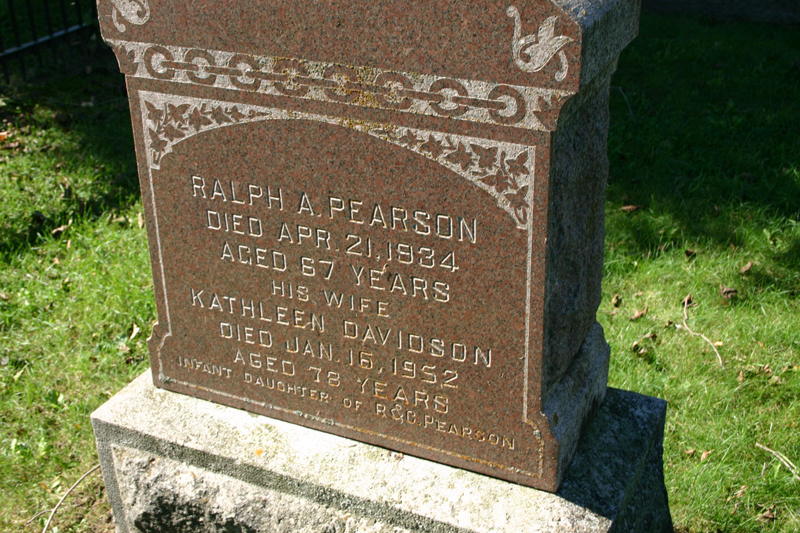 RALPH A. PEARSON
DIED APR. 21, 1934
AGED 67 YEARS
HIS WIFE
KATHLEEN DAVIDSON
DIED JAN. 16, 1952
AGED 78 YEARS
INFANT DAUGHTER OF R&C. PEARSON